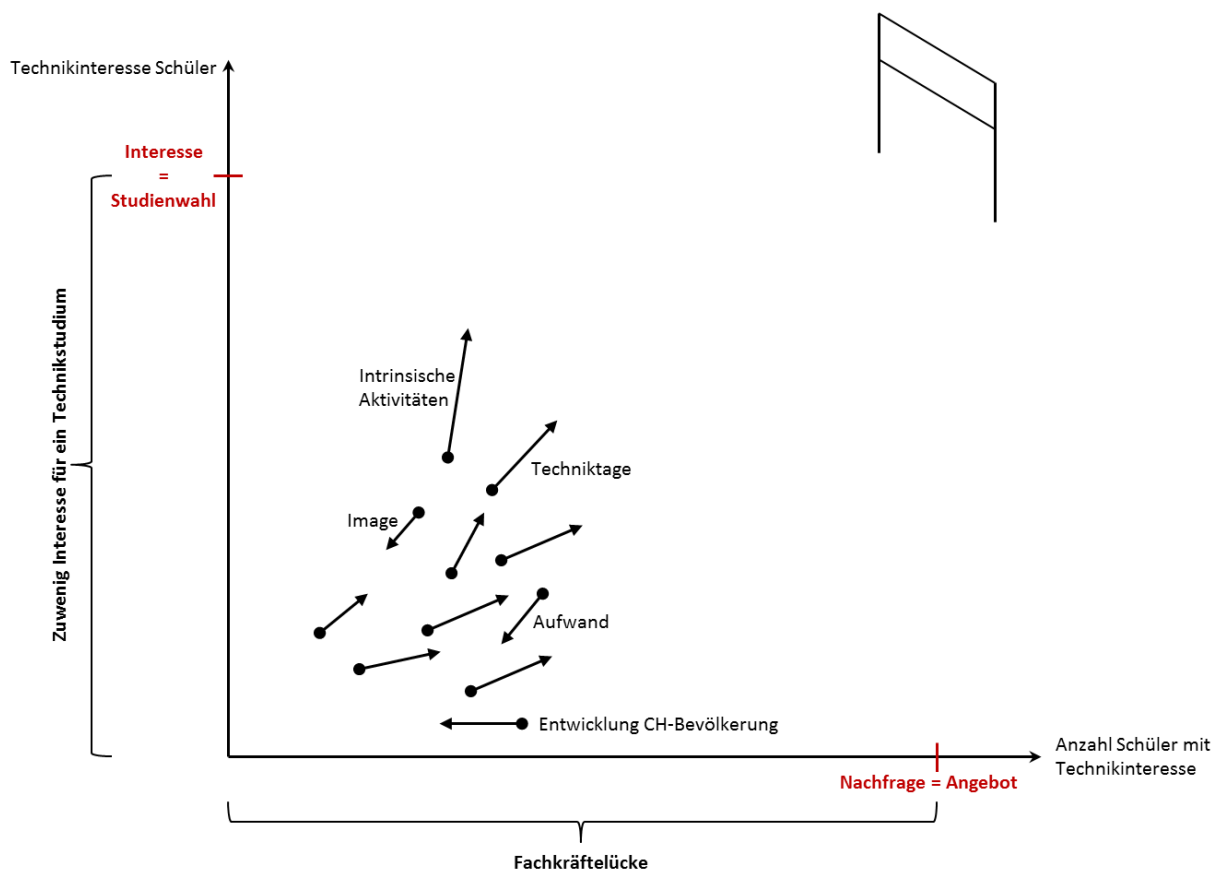 Technikinteresse Schüler
Interesse
=
Studienwahl
Zuwenig Interesse für ein Technikstudium
Intrinsische
Aktivitäten
Techniktage
Image
Aufwand
Entwicklung CH-Bevölkerung
Anzahl Schüler mit
Technikinteresse
Nachfrage = Angebot
Fachkräftelücke